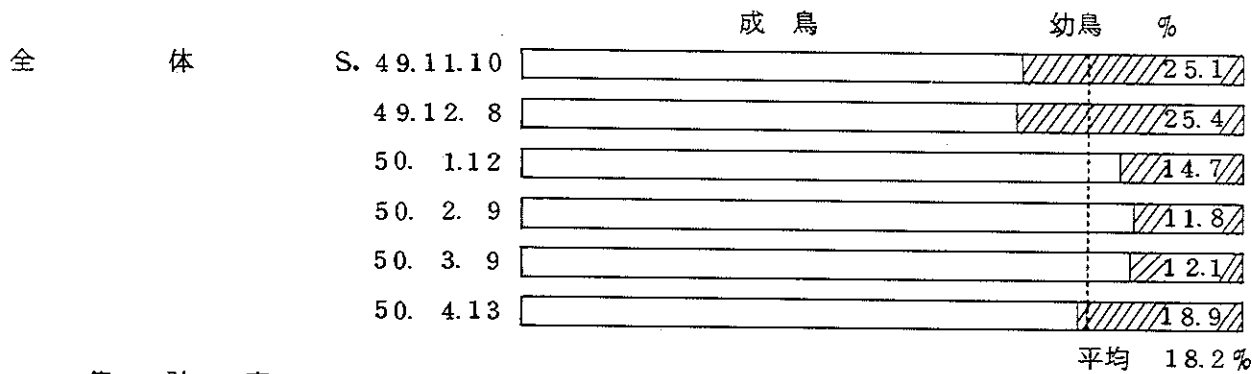 成鳥 幼鳥 %
全体 S. 49.11.10 25.1
49.12. 8 25.4
50. 1.12 14.7
50. 2. 9 11.8
50. 3. 9 12.1
50. 4.13 18.9
平均 18.2%